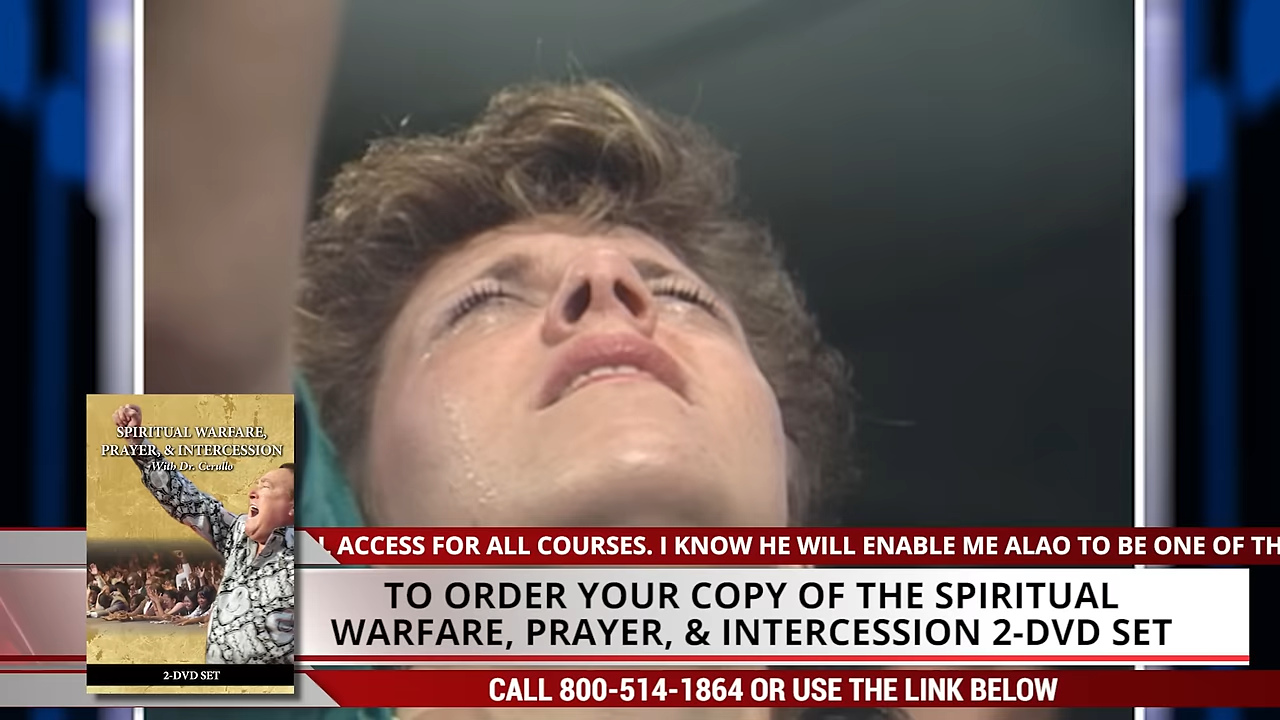 SPIRITUAL WARFARE,
PRAYER, & INTERCESSION
With Dr. Cerullo
2-DVD SET
ACCESS FOR ALL COURSES. I KNOW HE WILL ENABLE ME ALAO TO BE ONE OF TH
TO ORDER YOUR COPY OF THE SPIRITUAL
WARFARE, PRAYER, & INTERCESSION 2-DVD SET
CALL 800-514-1864 OR USE THE LINK BELOW